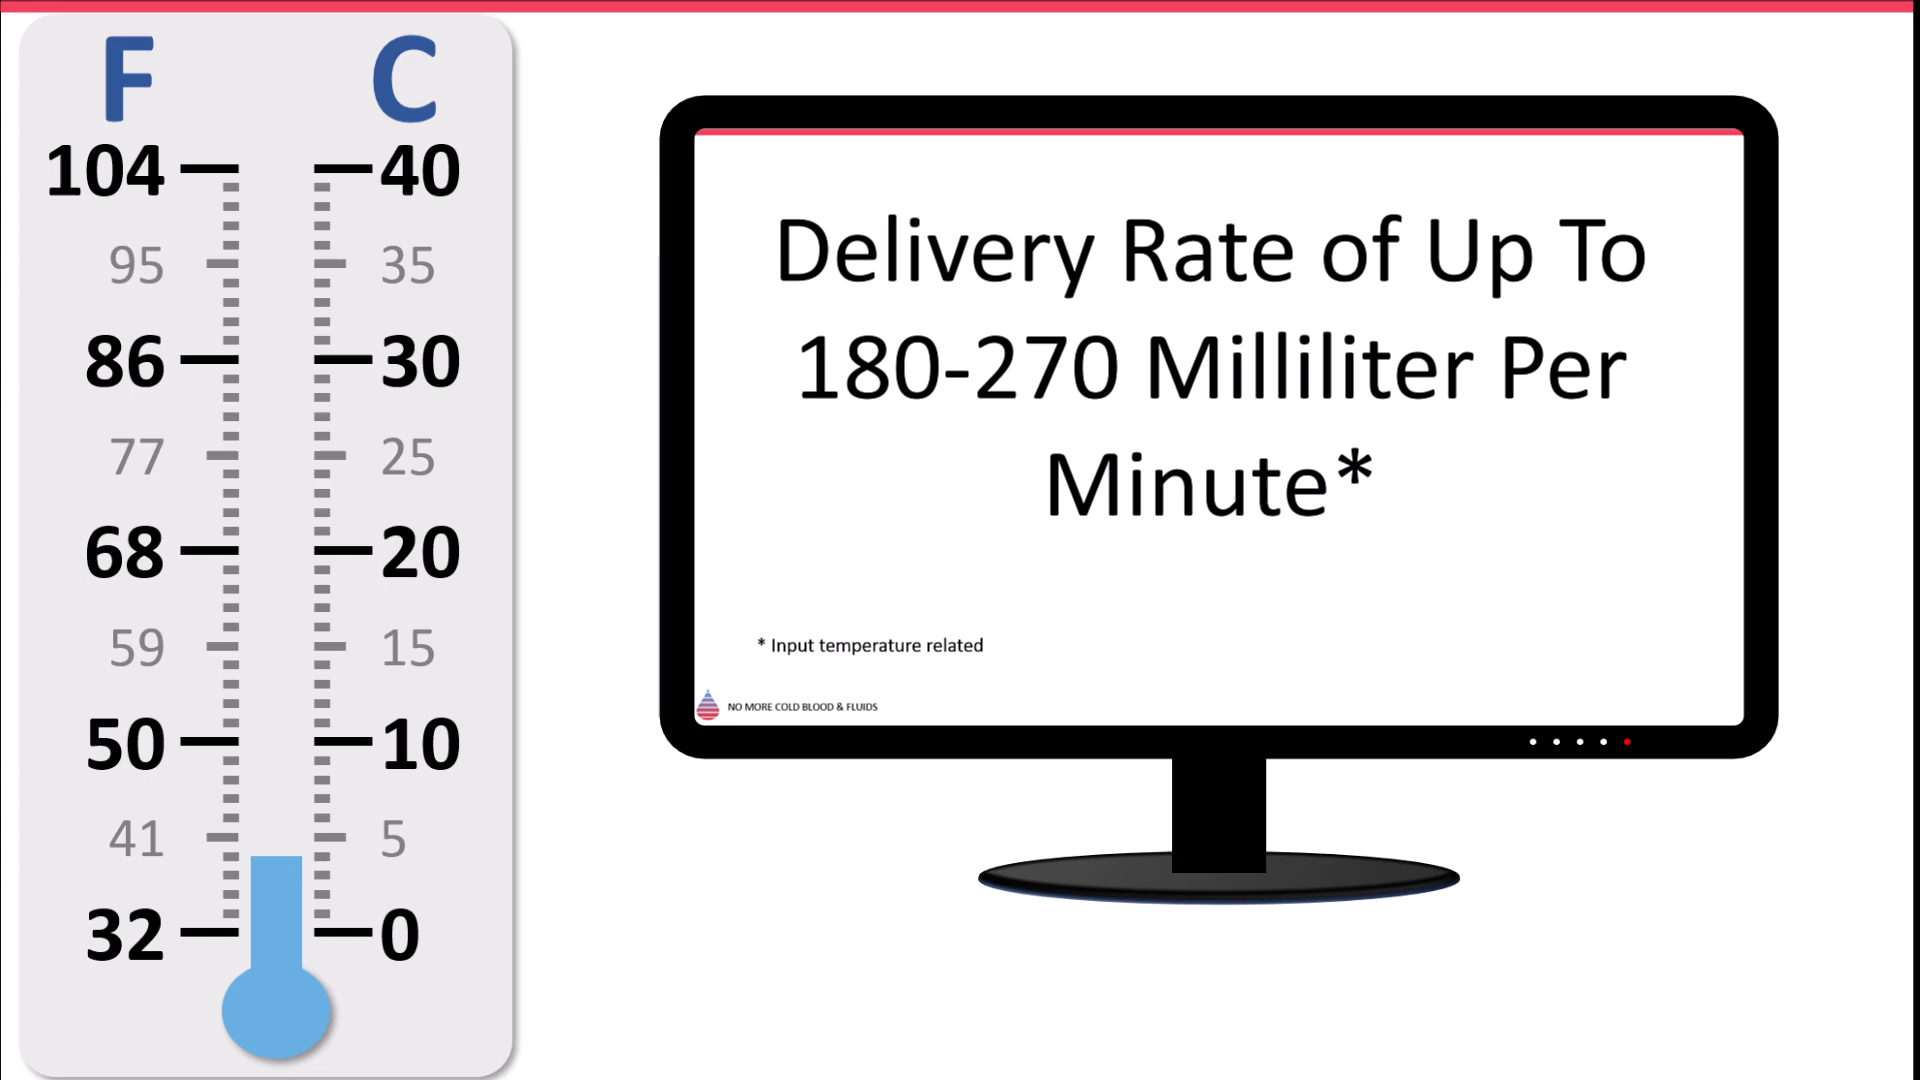 F C
104 40
95 35
86 30
77 25
68 20
59 15
50 10
41 5
32 0
Delivery Rate of Up To
180-270 Milliliter Per
Minute*
* Input temperature related
NO MORE COLD BLOOD & FLUIDS